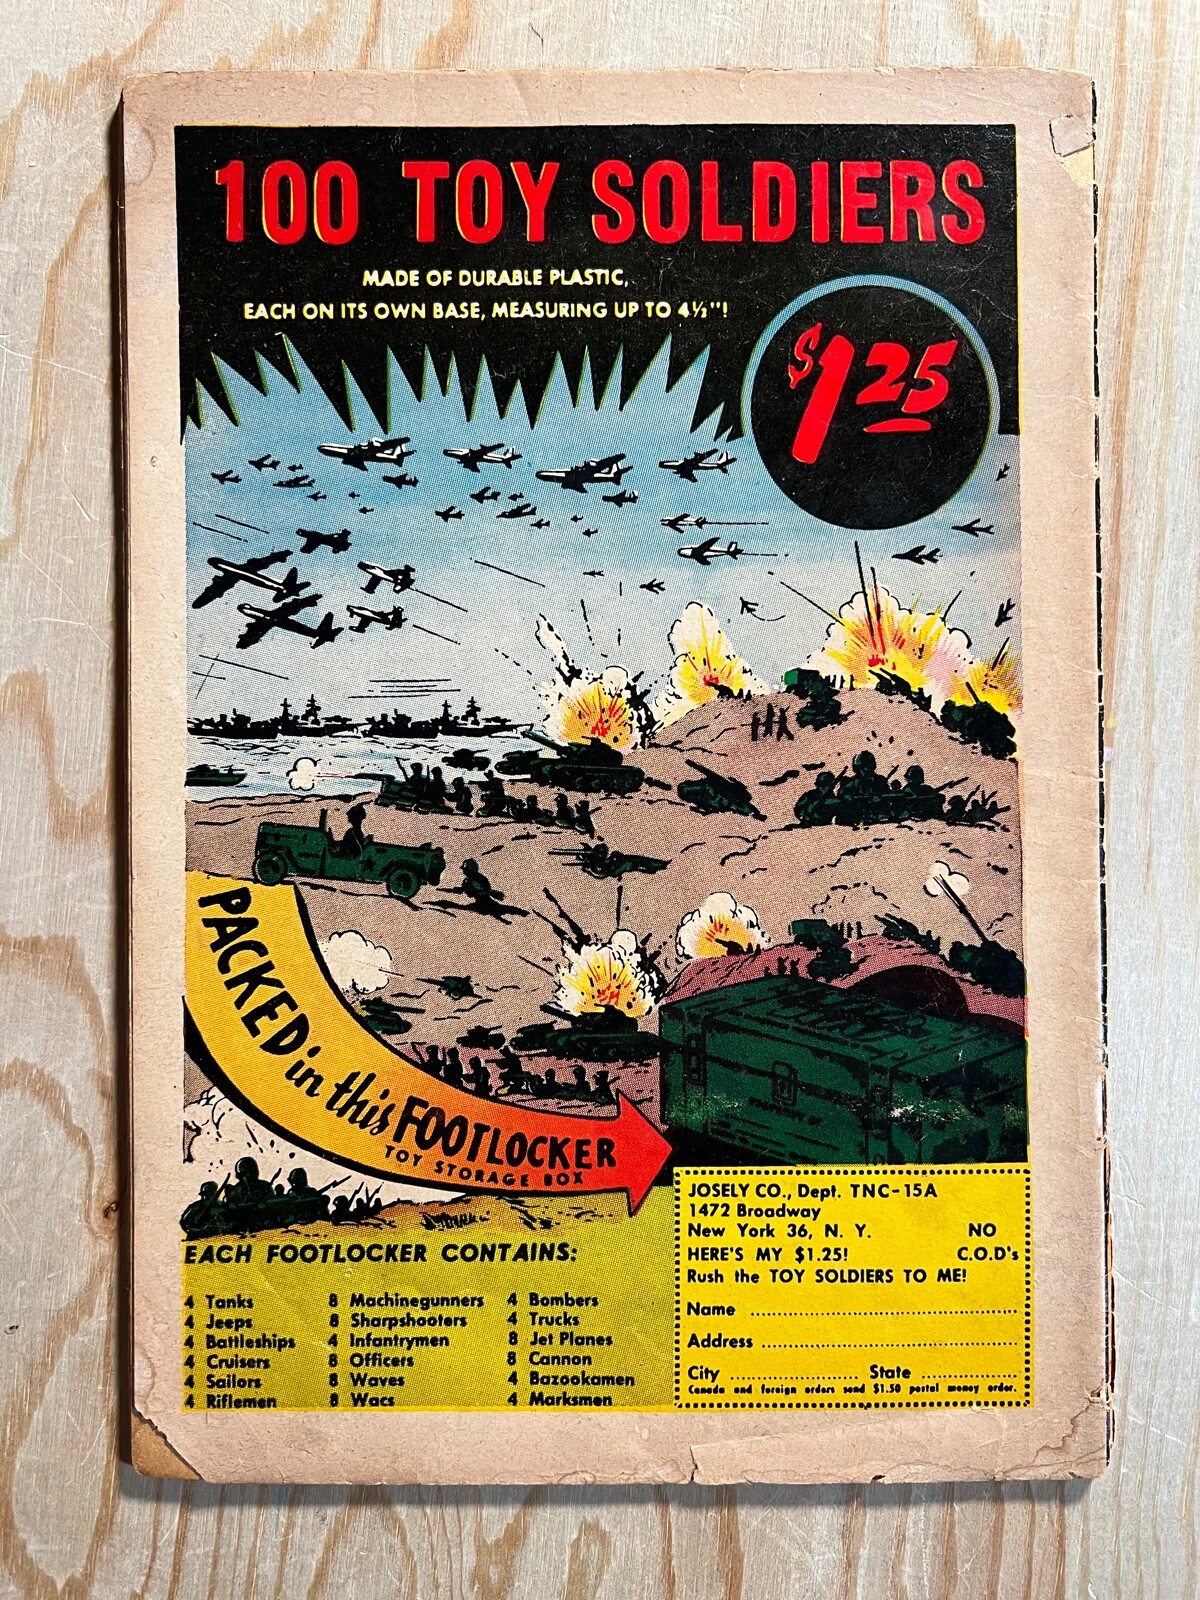 100 TOY SOLDIERS
MADE OF DURABLE PLASTIC,
EACH ON ITS OWN BASE, MEASURING UP TO 4½"!
$1 25
PACKED in this FOOTLOCKER
TOY STORAGE BOX
EACH FOOTLOCKER CONTAINS:
4 Tanks
4 Jeeps
4 Battleships
4 Cruisers
4 Sailors
4 Riflemen
8 Machinegunners
8 Sharpshooters
4 Infantrymen
8 Officers
8 Waves
8 Wacs
4 Bombers
4 Trucks
8 Jet Planes
8 Cannon
4 Bazookamen
4 Marksmen
JOSELY CO., Dept. TNC-15A
1472 Broadway
New York 36, N. Y. NO
HERE'S MY $1.25! C.O.D's
Rush the TOY SOLDIERS TO ME!
Name
Address
City State
Canada and foreign orders send $1.50 postal money order.